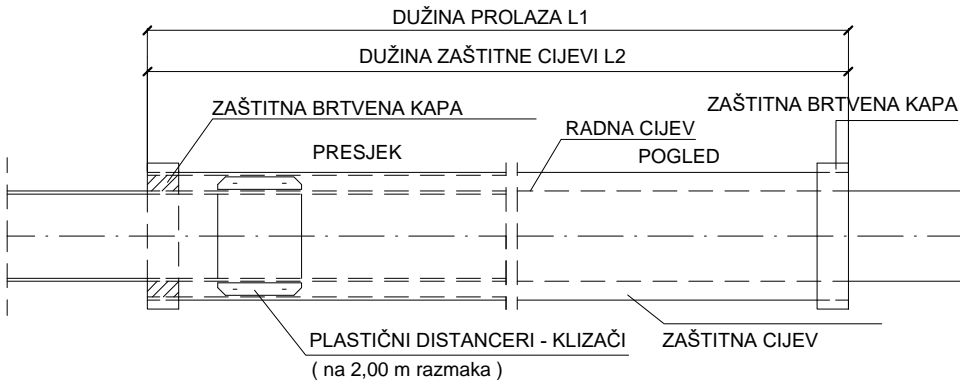 DUŽINA PROLAZA L1
DUŽINA ZAŠTITNE CIJEVI L2
ZAŠTITNA BRTVENA KAPA
ZAŠTITNA BRTVENA KAPA
RADNA CIJEV
PRESJEK
POGLED
PLASTIČNI DISTANCERI - KLIZAČI
( na 2,00 m razmaka )
ZAŠTITNA CIJEV